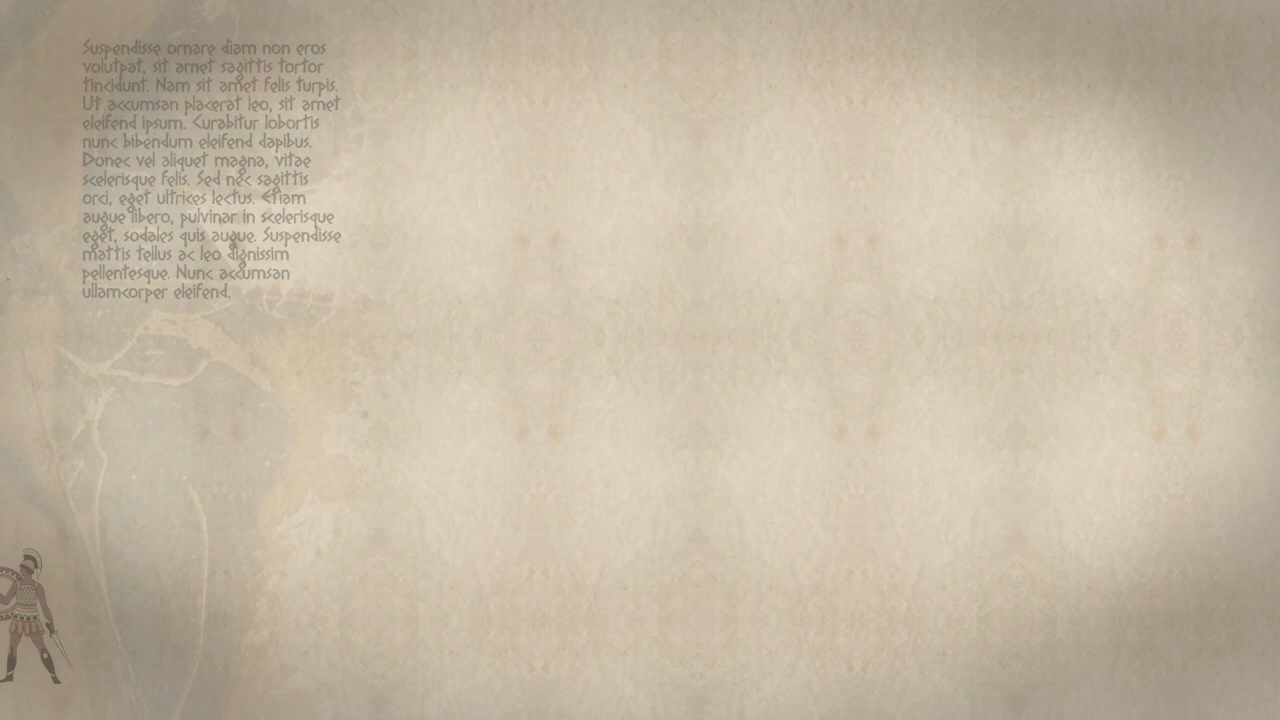 Suspendisse ornare diam non eros
volutpat, sit amet sagittis tortor
tincidunt. Nam sit amet felis turpis.
Ut accumsan placerat leo, sit amet
eleifend ipsum. Curabitur lobortis
nunc bibendum eleifend dapibus.
Donec vel aliquet magna, vitae
scelerisque felis. Sed nec sagittis
orci, eget ultrices lectus. Etiam
augue libero, pulvinar in scelerisque
eget, sodales quis augue. Suspendisse
mattis tellus ac leo dignissim
pellentesque. Nunc accumsan
ullamcorper eleifend.